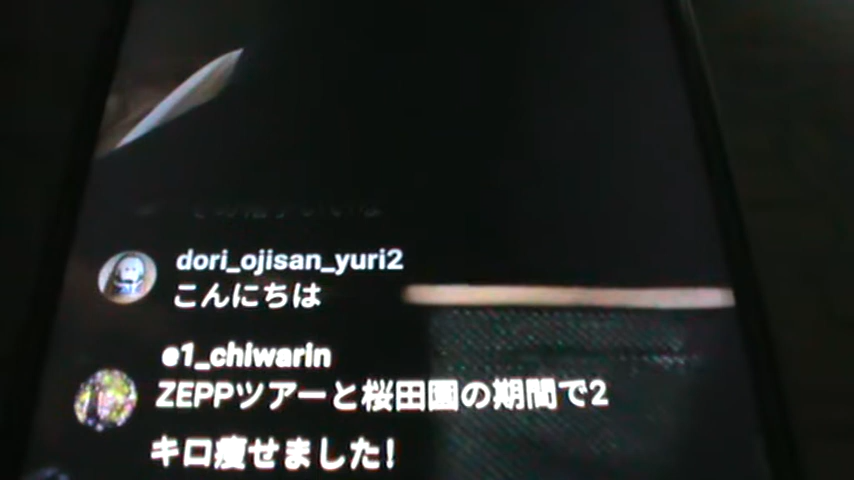 dori_ojisan_yuri2
こんにちは
e1_chiwarin
ZEPPツアーと桜田園の期間で2
キロ痩せました!